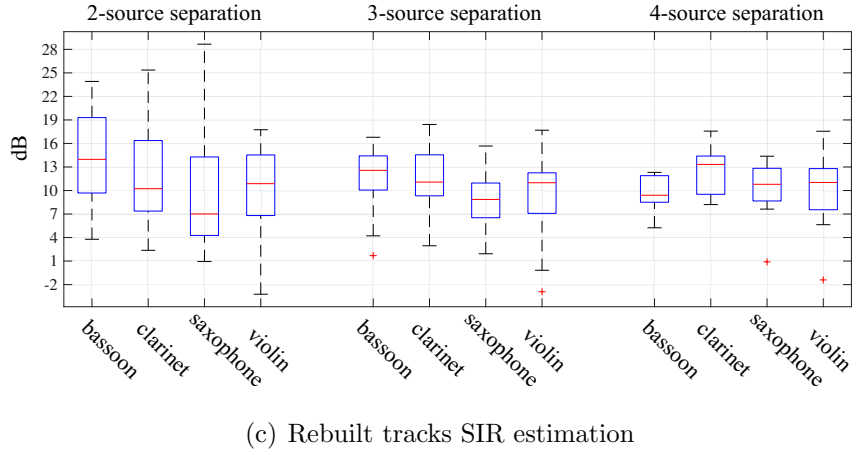 2-source separation 3-source separation 4-source separation
28
25
22
19
16
13
10
7
4
1
-2
dB
bassoon clarinet saxophone violin bassoon clarinet saxophone violin bassoon clarinet saxophone violin
(c) Rebuilt tracks SIR estimation